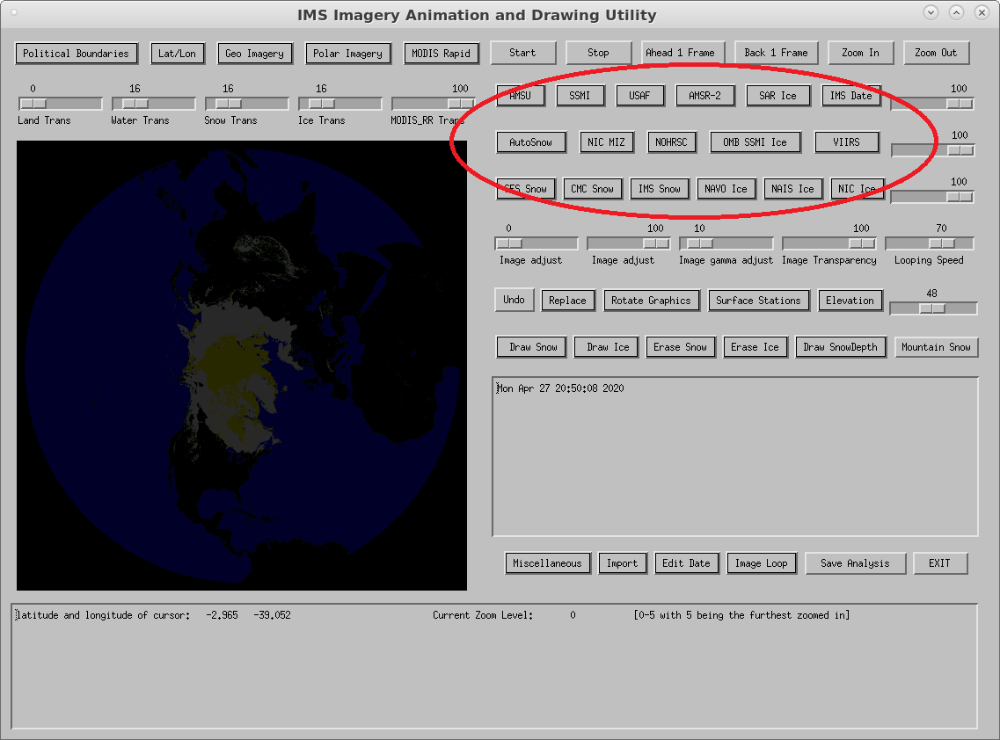 IMS Imagery Animation and Drawing Utility
Political Boundaries Lat/Lon Geo Imagery Polar Imagery MODIS Rapid Start Stop Ahead 1 Frame Back 1 Frame Zoom In Zoom Out
0 16 16 16 100
Land Trans Water Trans Snow Trans Ice Trans MODIS_RR Trans
AMSU SSMI USAF AMSR-2 SAR Ice IMS Date 100
AutoSnow NIC MIZ NOHRSC OMB SSMI Ice VIIRS 100
CFS Snow CMC Snow IMS Snow NAVO Ice NAIS Ice NIC Ice 100
0 100 10 100 70
Image adjust Image adjust Image gamma adjust Image Transparency Looping Speed
Undo Replace Rotate Graphics Surface Stations Elevation 48
Draw Snow Draw Ice Erase Snow Erase Ice Draw SnowDepth Mountain Snow
Mon Apr 27 20:50:08 2020
Miscellaneous Import Edit Date Image Loop Save Analysis EXIT
latitude and longitude of cursor: -2.965 -39.052 Current Zoom Level: 0 [0-5 with 5 being the furthest zoomed in]